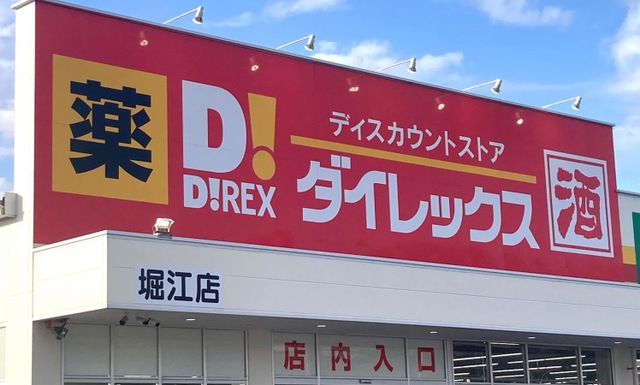 薬
D!
D!REX
ディスカウントストア
ダイレックス
酒
堀江店
店内入口